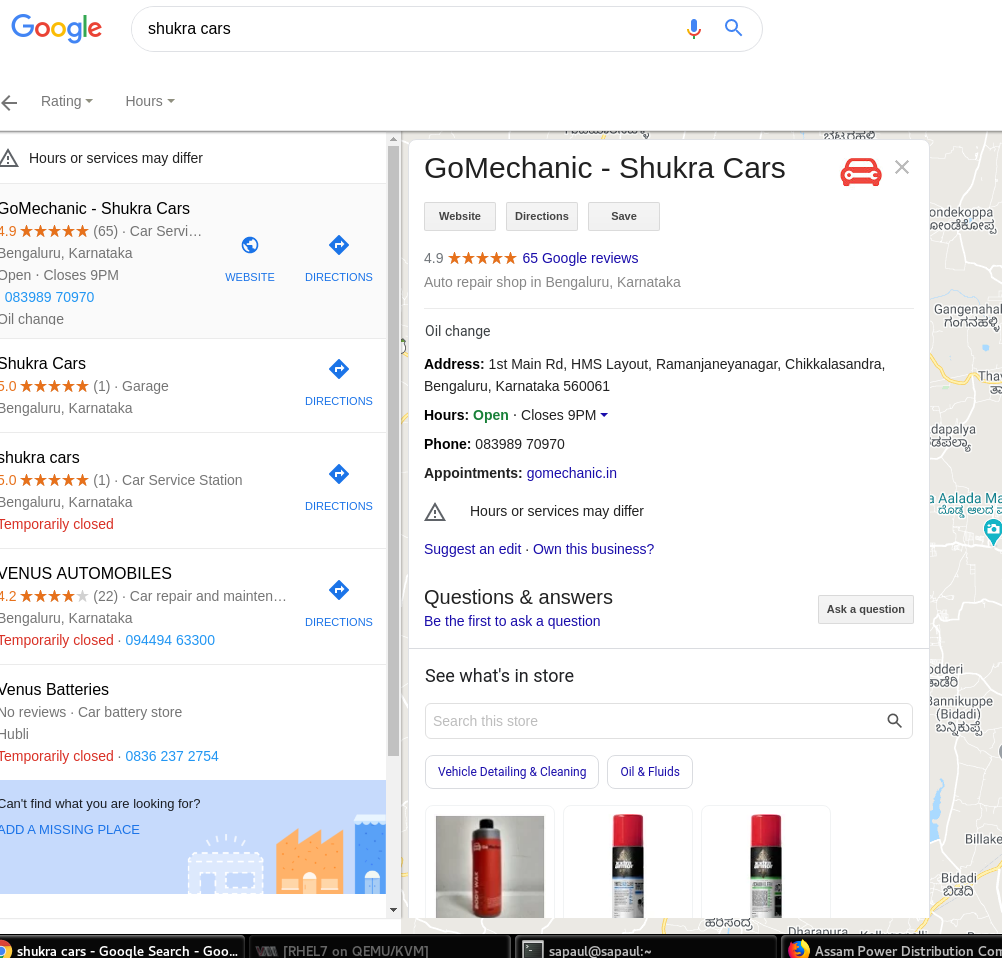 Google
shukra cars
Rating
Hours
Hours or services may differ
GoMechanic - Shukra Cars
4.9 ★★★★★ (65) · Car Servi…
Bengaluru, Karnataka
Open · Closes 9PM
083989 70970
Oil change
WEBSITE
DIRECTIONS
Shukra Cars
5.0 ★★★★★ (1) · Garage
Bengaluru, Karnataka
DIRECTIONS
shukra cars
5.0 ★★★★★ (1) · Car Service Station
Bengaluru, Karnataka
Temporarily closed
DIRECTIONS
VENUS AUTOMOBILES
4.2 ★★★★★ (22) · Car repair and mainten…
Bengaluru, Karnataka
Temporarily closed · 094494 63300
DIRECTIONS
Venus Batteries
No reviews · Car battery store
Hubli
Temporarily closed · 0836 237 2754
Can't find what you are looking for?
ADD A MISSING PLACE
GoMechanic - Shukra Cars
Website
Directions
Save
4.9 ★★★★★ 65 Google reviews
Auto repair shop in Bengaluru, Karnataka
Oil change
Address: 1st Main Rd, HMS Layout, Ramanjaneyanagar, Chikkalasandra,
Bengaluru, Karnataka 560061
Hours: Open · Closes 9PM
Phone: 083989 70970
Appointments: gomechanic.in
Hours or services may differ
Suggest an edit · Own this business?
Questions & answers
Be the first to ask a question
Ask a question
See what's in store
Search this store
Vehicle Detailing & Cleaning
Oil & Fluids
BODY WAX
ondekoppa
Gangenahal
ಗಂಗನಹಳ್ಳಿ
Thav
dapalya
a Aalada Ma
ದೊಡ್ಡ ಆಲದ ಮ
odderi
ಕಾಡೆರಿ
Bannikuppe
(Bidadi)
ಬನ್ನಿಕುಪ್ಪೆ
Billake
Bidadi
ಬಿಡದಿ
shukra cars - Google Search - Goo…
[RHEL7 on QEMU/KVM]
sapaul@sapaul:~
Assam Power Distribution Com